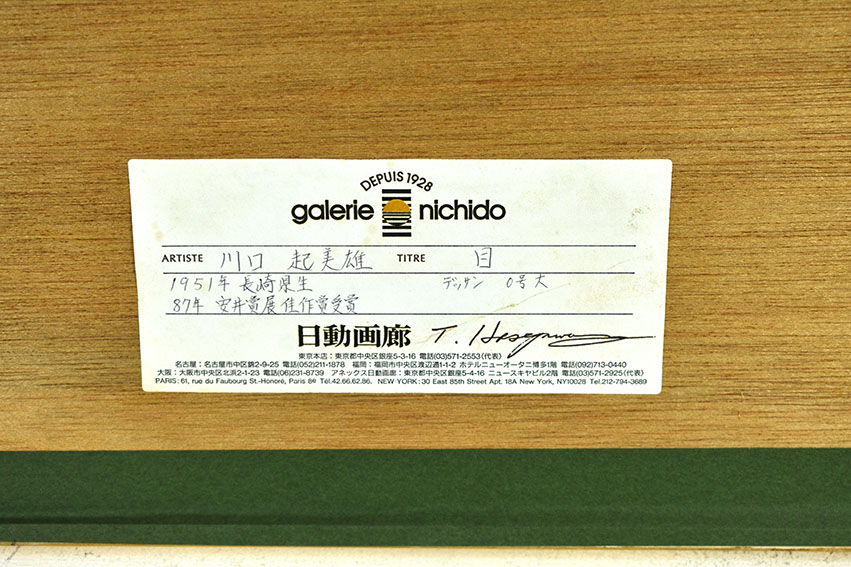 DEPUIS 1928
galerie nichido
ARTISTE 川口 起美雄 TITRE 目
1951年 長崎県生 デッサン 0号大
87年 安井賞展佳作賞受賞
日動画廊 T. Hasegawa
東京本店：東京都中央区銀座5-3-16 電話(03)571-2553(代表)
名古屋：名古屋市中区錦2-9-25 電話(052)211-1878 福岡：福岡市中央区渡辺通1-1-2 ホテルニューオータニ博多1階 電話(092)713-0440
大阪：大阪市中央区北浜2-1-23 電話(06)231-8739 アネックス日動画廊：東京都中央区銀座5-4-16 ニュースキヤビル2階 電話(03)571-2925(代表)
PARIS: 61, rue du Faubourg St.-Honoré, Paris 8e Tél.42.66.62.86. NEW YORK: 30 East 85th Street Apt. 18A New York, NY10028 Tel.212-794-3689